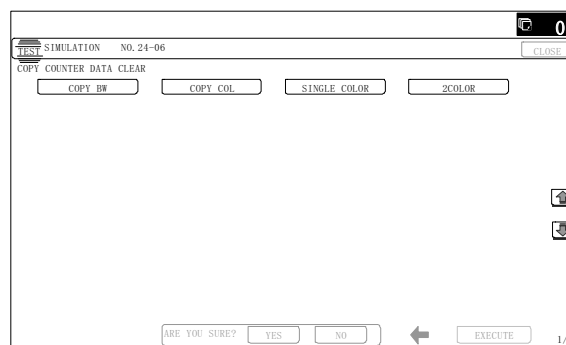 0
TEST SIMULATION NO.24-06
CLOSE
COPY COUNTER DATA CLEAR
COPY BW COPY COL SINGLE COLOR 2COLOR
ARE YOU SURE? YES NO EXECUTE 1/